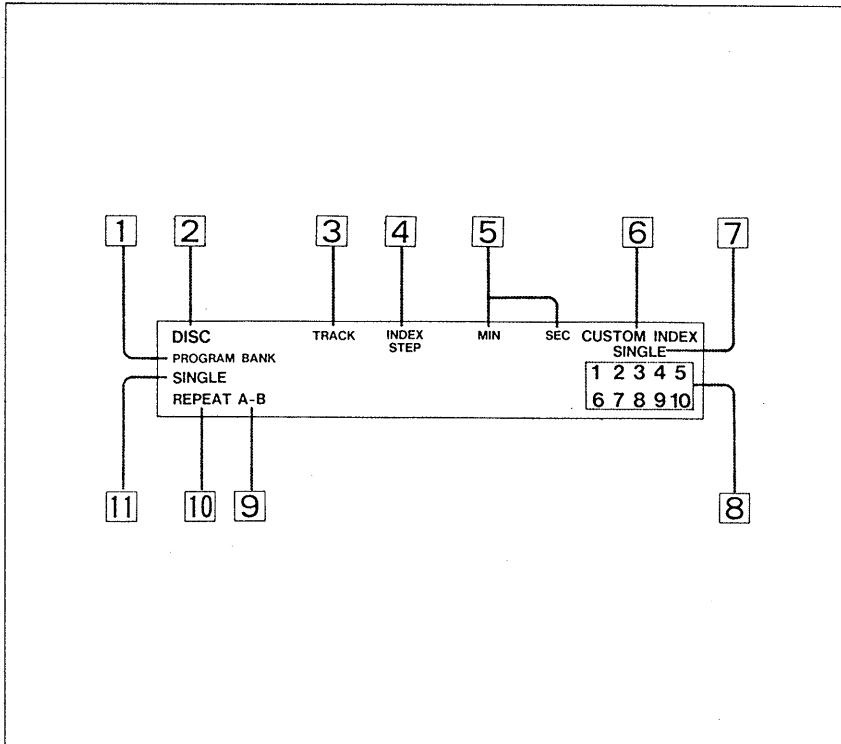 1 2 3 4 5 6 7
DISC TRACK INDEX MIN SEC CUSTOM INDEX
STEP SINGLE
PROGRAM BANK
SINGLE 1 2 3 4 5
REPEAT A-B 6 7 8 9 10
11 10 9 8